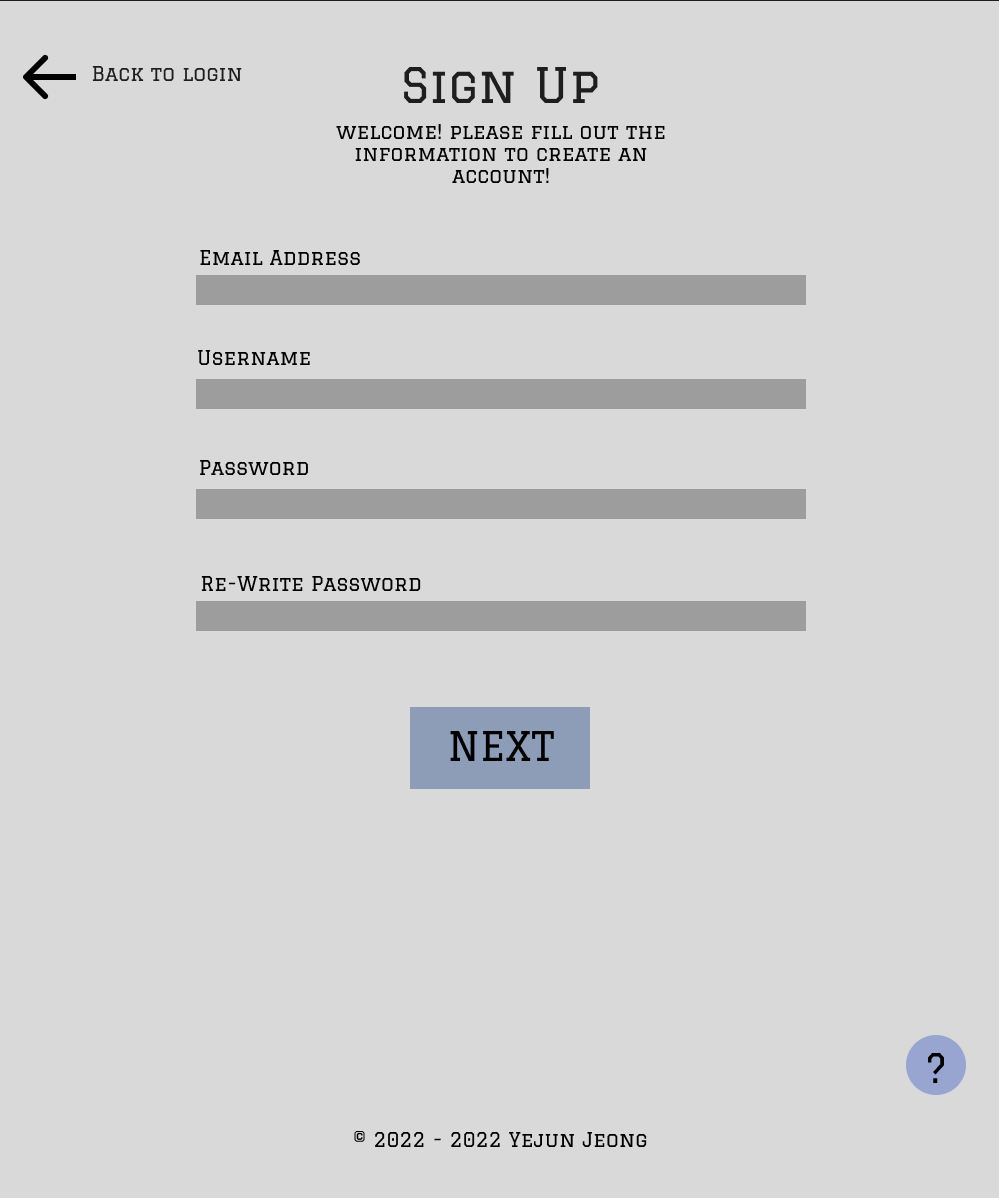 Back to login
Sign Up
welcome! please fill out the
information to create an
account!
Email Address
Username
Password
Re-Write Password
NEXT
?
© 2022 - 2022 Yejun Jeong